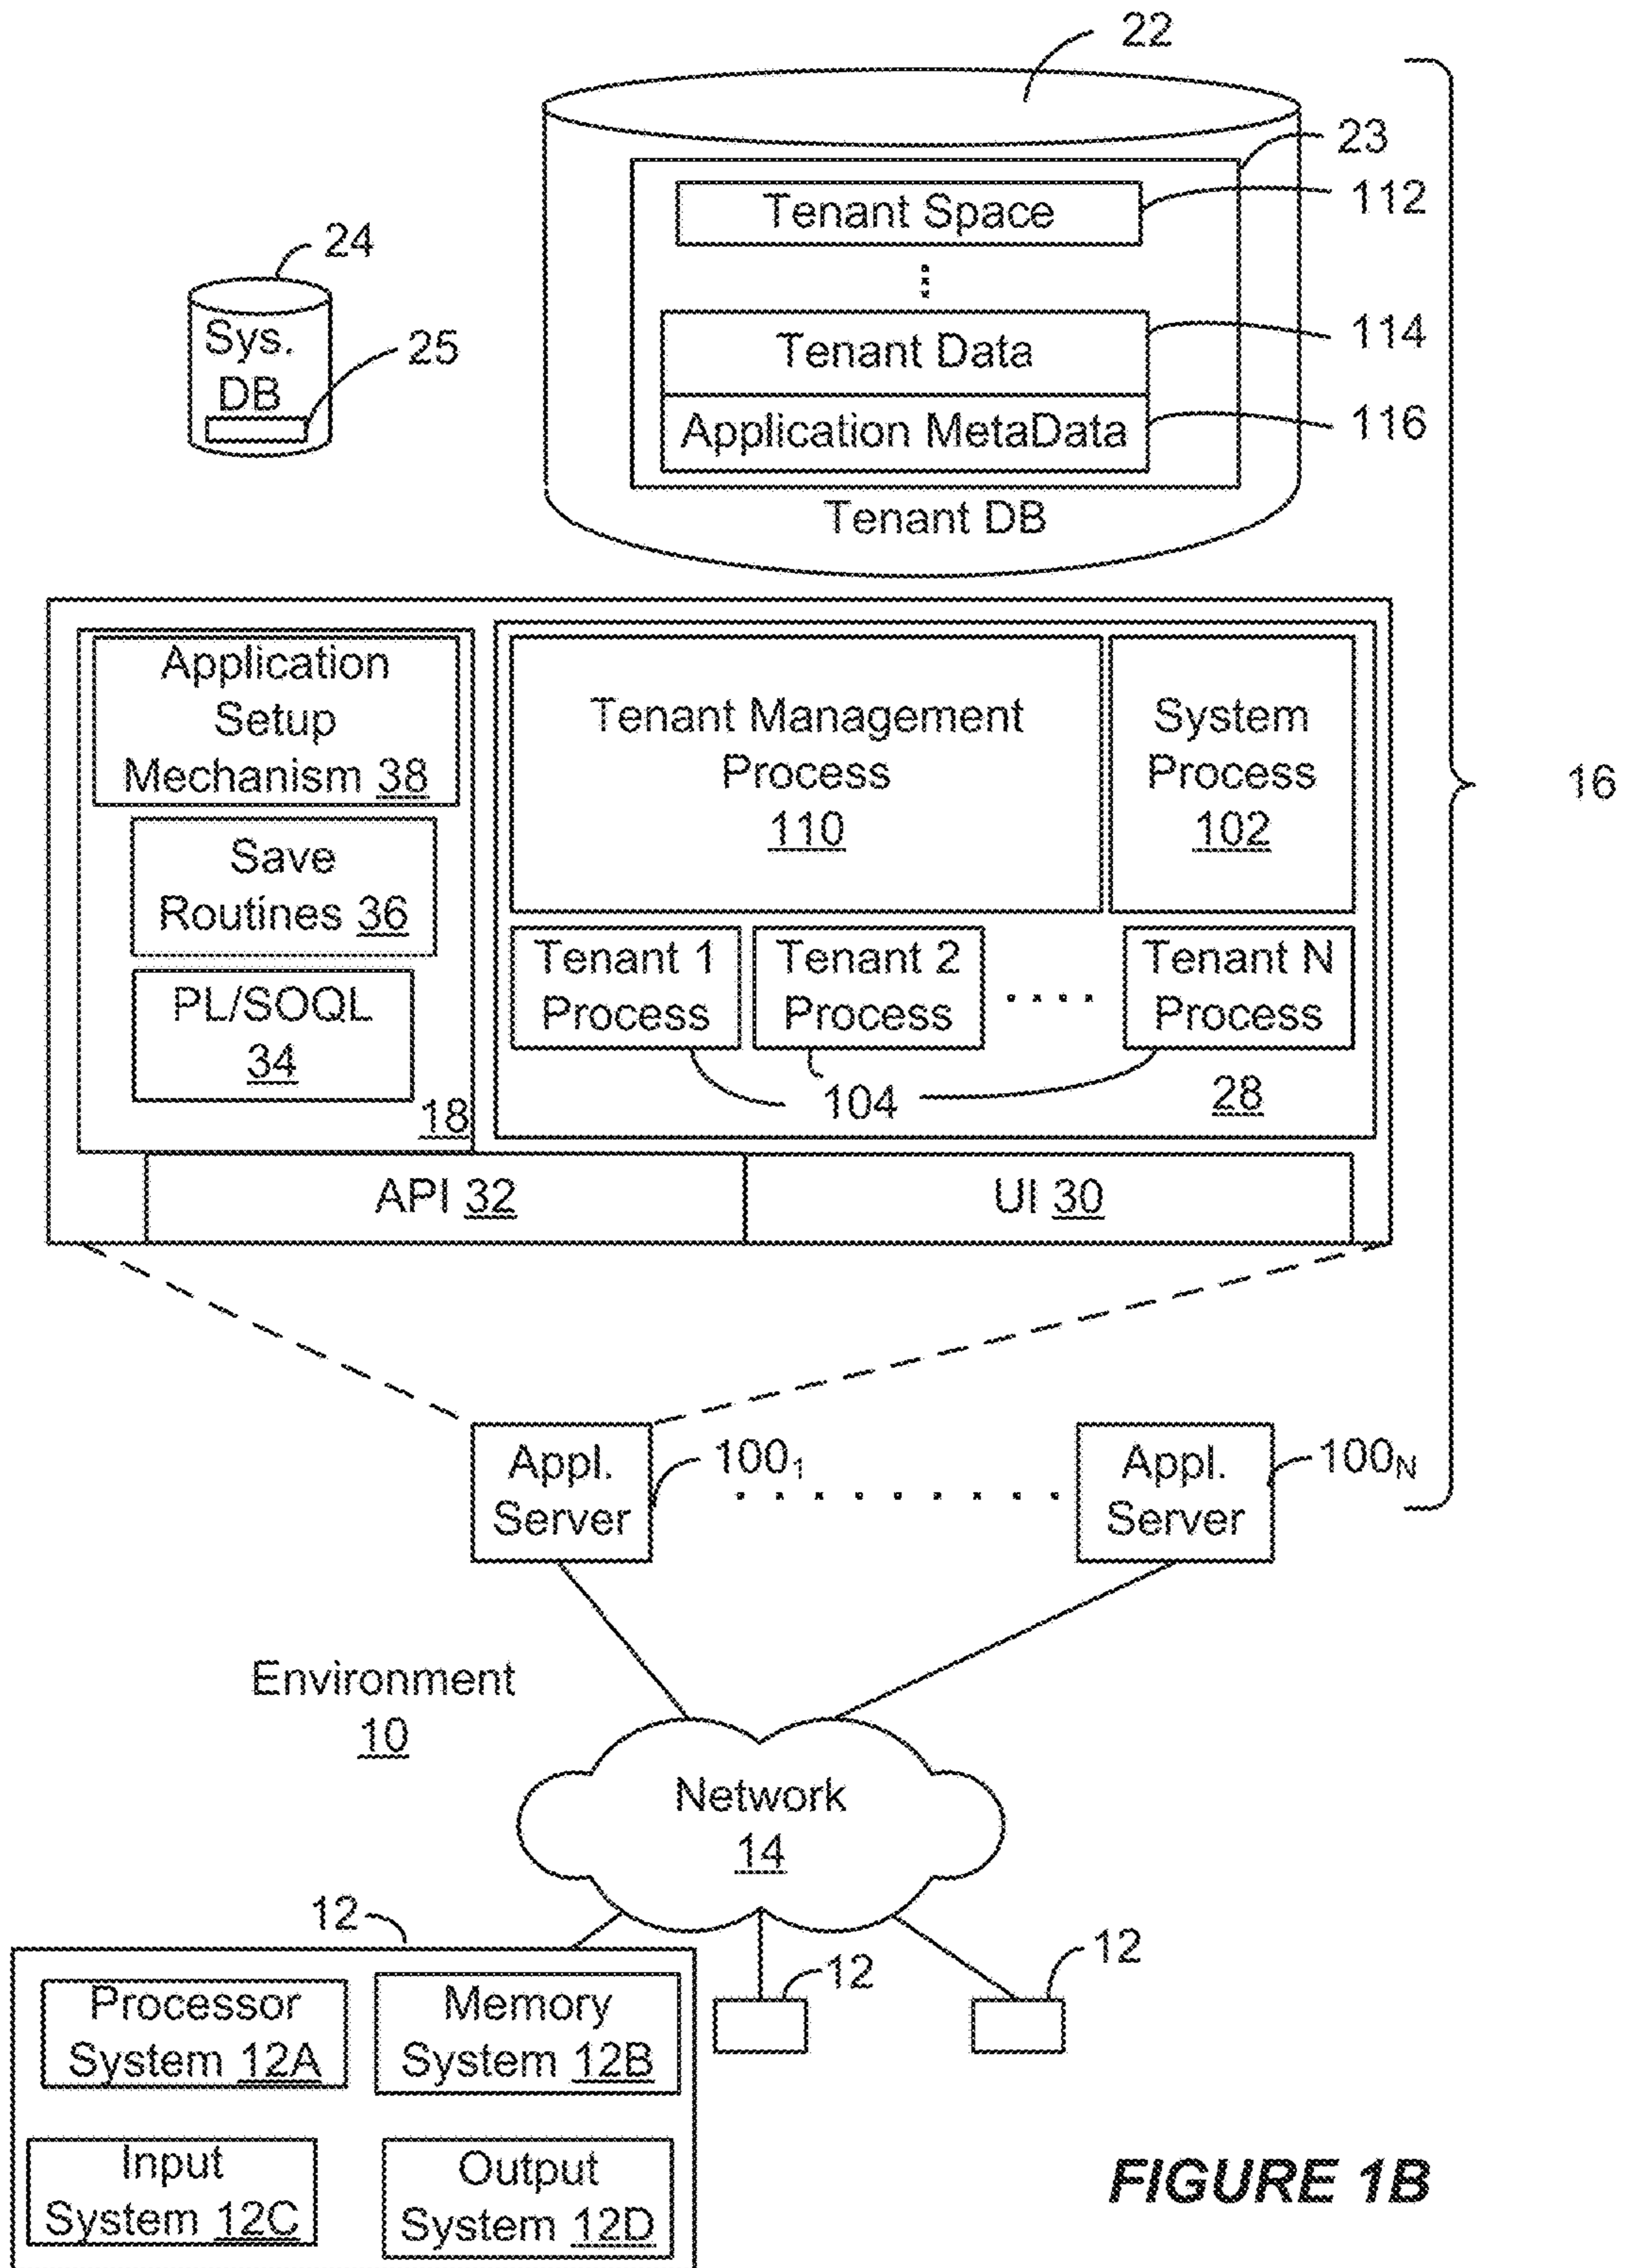 22
23
Tenant Space
112
24
Sys.
DB
25
Tenant Data
114
Application MetaData
116
Tenant DB
Application
Setup
Mechanism 38
Save
Routines 36
PL/SOQL
34
18
Tenant Management
Process
110
System
Process
102
16
Tenant 1
Process
Tenant 2
Process
Tenant N
Process
104
28
API 32
UI 30
Appl.
Server
100₁
Appl.
Server
100N
Environment
10
Network
14
12
12
12
Processor
System 12A
Memory
System 12B
Input
System 12C
Output
System 12D
FIGURE 1B